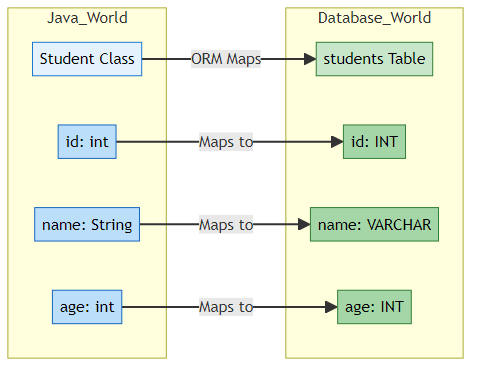 Java_World
Database_World
Student Class
ORM Maps
students Table
id: int
Maps to
id: INT
name: String
Maps to
name: VARCHAR
age: int
Maps to
age: INT